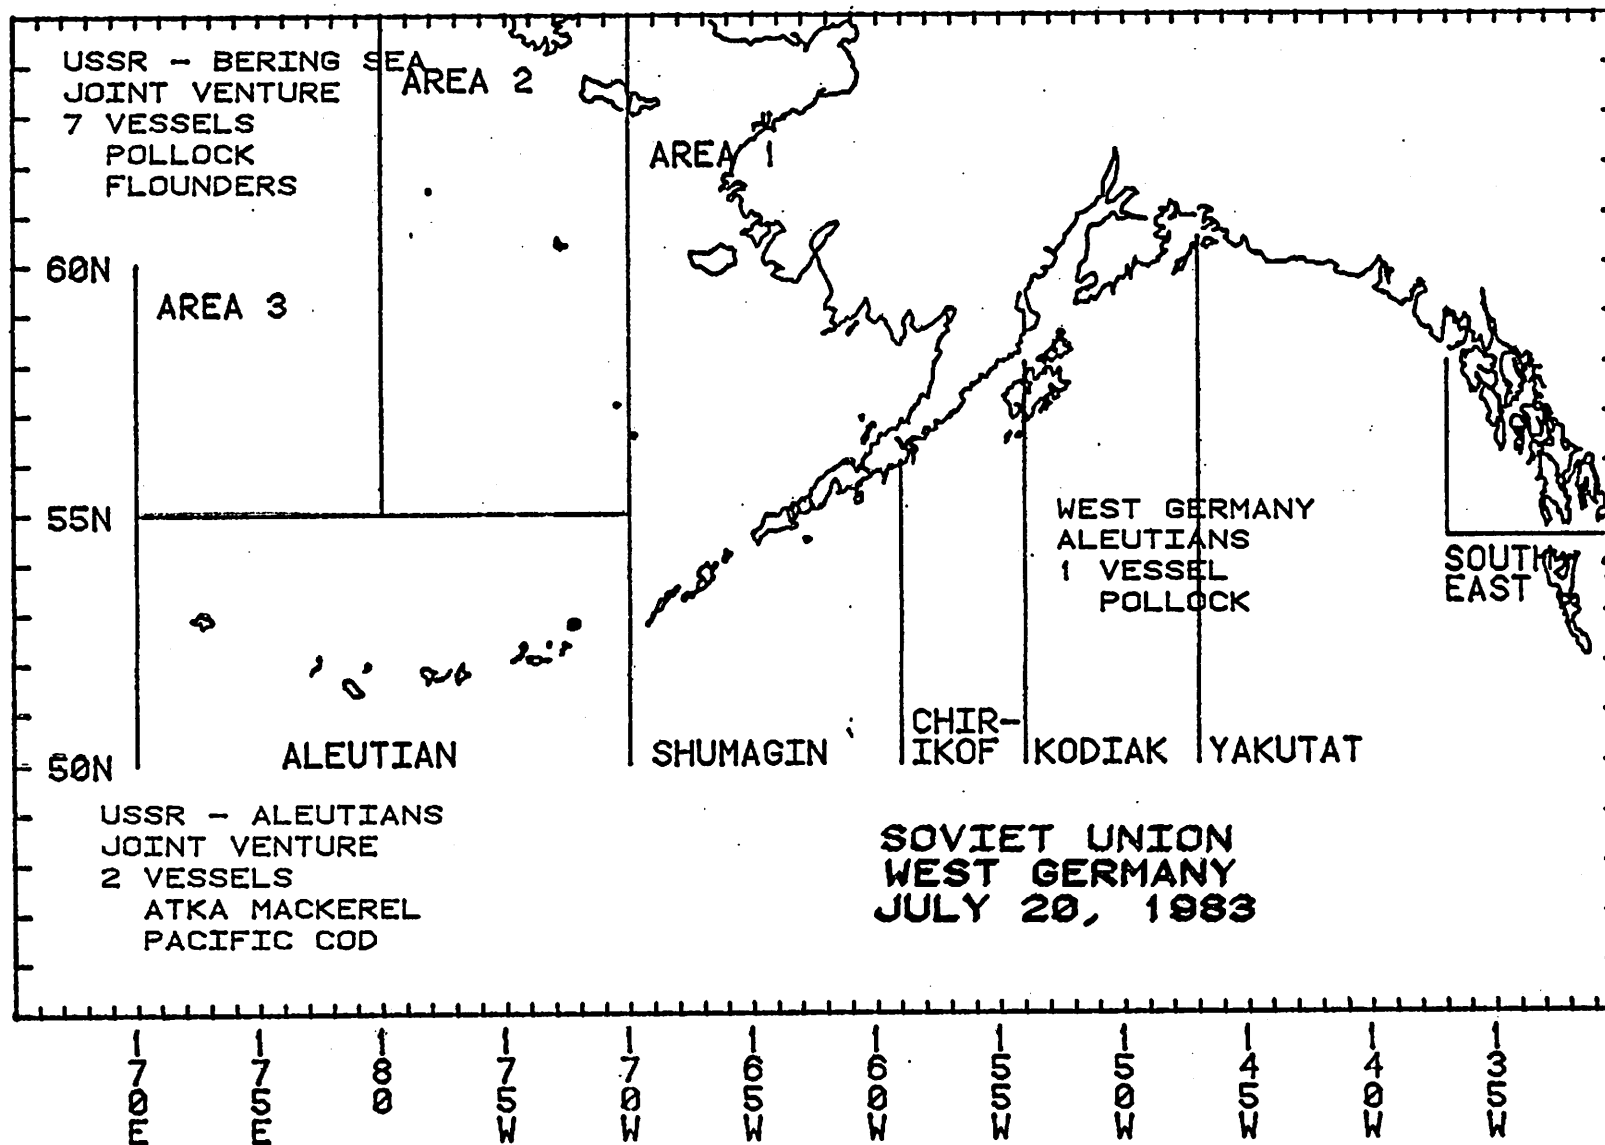 USSR - BERING SEA
JOINT VENTURE
7 VESSELS
POLLOCK
FLOUNDERS
AREA 2
AREA 1
60N
AREA 3
55N
WEST GERMANY
ALEUTIANS
1 VESSEL
POLLOCK
SOUTH
EAST
50N
ALEUTIAN
SHUMAGIN
CHIR-
IKOF
KODIAK
YAKUTAT
USSR - ALEUTIANS
JOINT VENTURE
2 VESSELS
ATKA MACKEREL
PACIFIC COD
SOVIET UNION
WEST GERMANY
JULY 20, 1983
170E
175E
180
175W
170W
165W
160W
155W
150W
145W
140W
135W